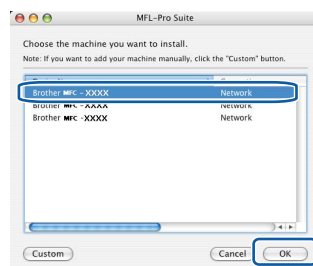 MFL-Pro Suite
Choose the machine you want to install.
Note: If you want to add your machine manually, click the "Custom" button.
Brother MFC - XXXX Network
Brother MFC - XXXX Network
Brother MFC - XXXX Network
Custom Cancel OK